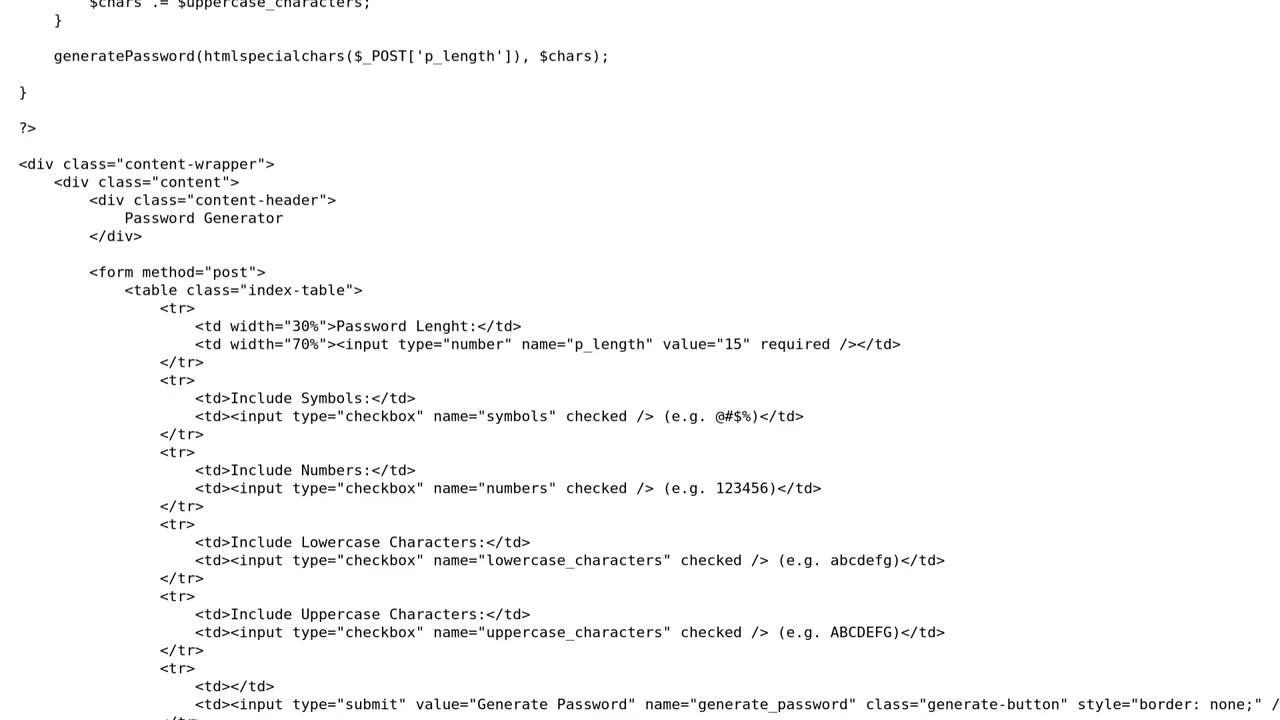 $chars .= $uppercase_characters;
}
generatePassword(htmlspecialchars($_POST['p_length']), $chars);
}
?>
<div class="content-wrapper">
<div class="content">
<div class="content-header">
Password Generator
</div>
<form method="post">
<table class="index-table">
<tr>
<td width="30%">Password Lenght:</td>
<td width="70%"><input type="number" name="p_length" value="15" required /></td>
</tr>
<tr>
<td>Include Symbols:</td>
<td><input type="checkbox" name="symbols" checked /> (e.g. @#$%)</td>
</tr>
<tr>
<td>Include Numbers:</td>
<td><input type="checkbox" name="numbers" checked /> (e.g. 123456)</td>
</tr>
<tr>
<td>Include Lowercase Characters:</td>
<td><input type="checkbox" name="lowercase_characters" checked /> (e.g. abcdefg)</td>
</tr>
<tr>
<td>Include Uppercase Characters:</td>
<td><input type="checkbox" name="uppercase_characters" checked /> (e.g. ABCDEFG)</td>
</tr>
<tr>
<td></td>
<td><input type="submit" value="Generate Password" name="generate_password" class="generate-button" style="border: none;" /